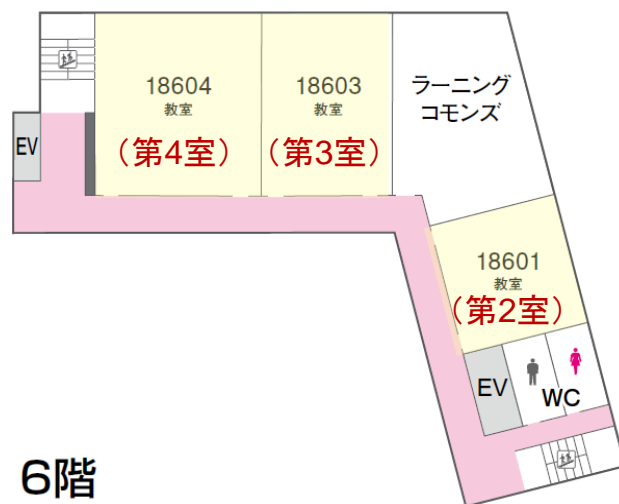 18604
教室
(第4室)
18603
教室
(第3室)
ラーニング
コモンズ
EV
18601
教室
(第2室)
EV
WC
6階